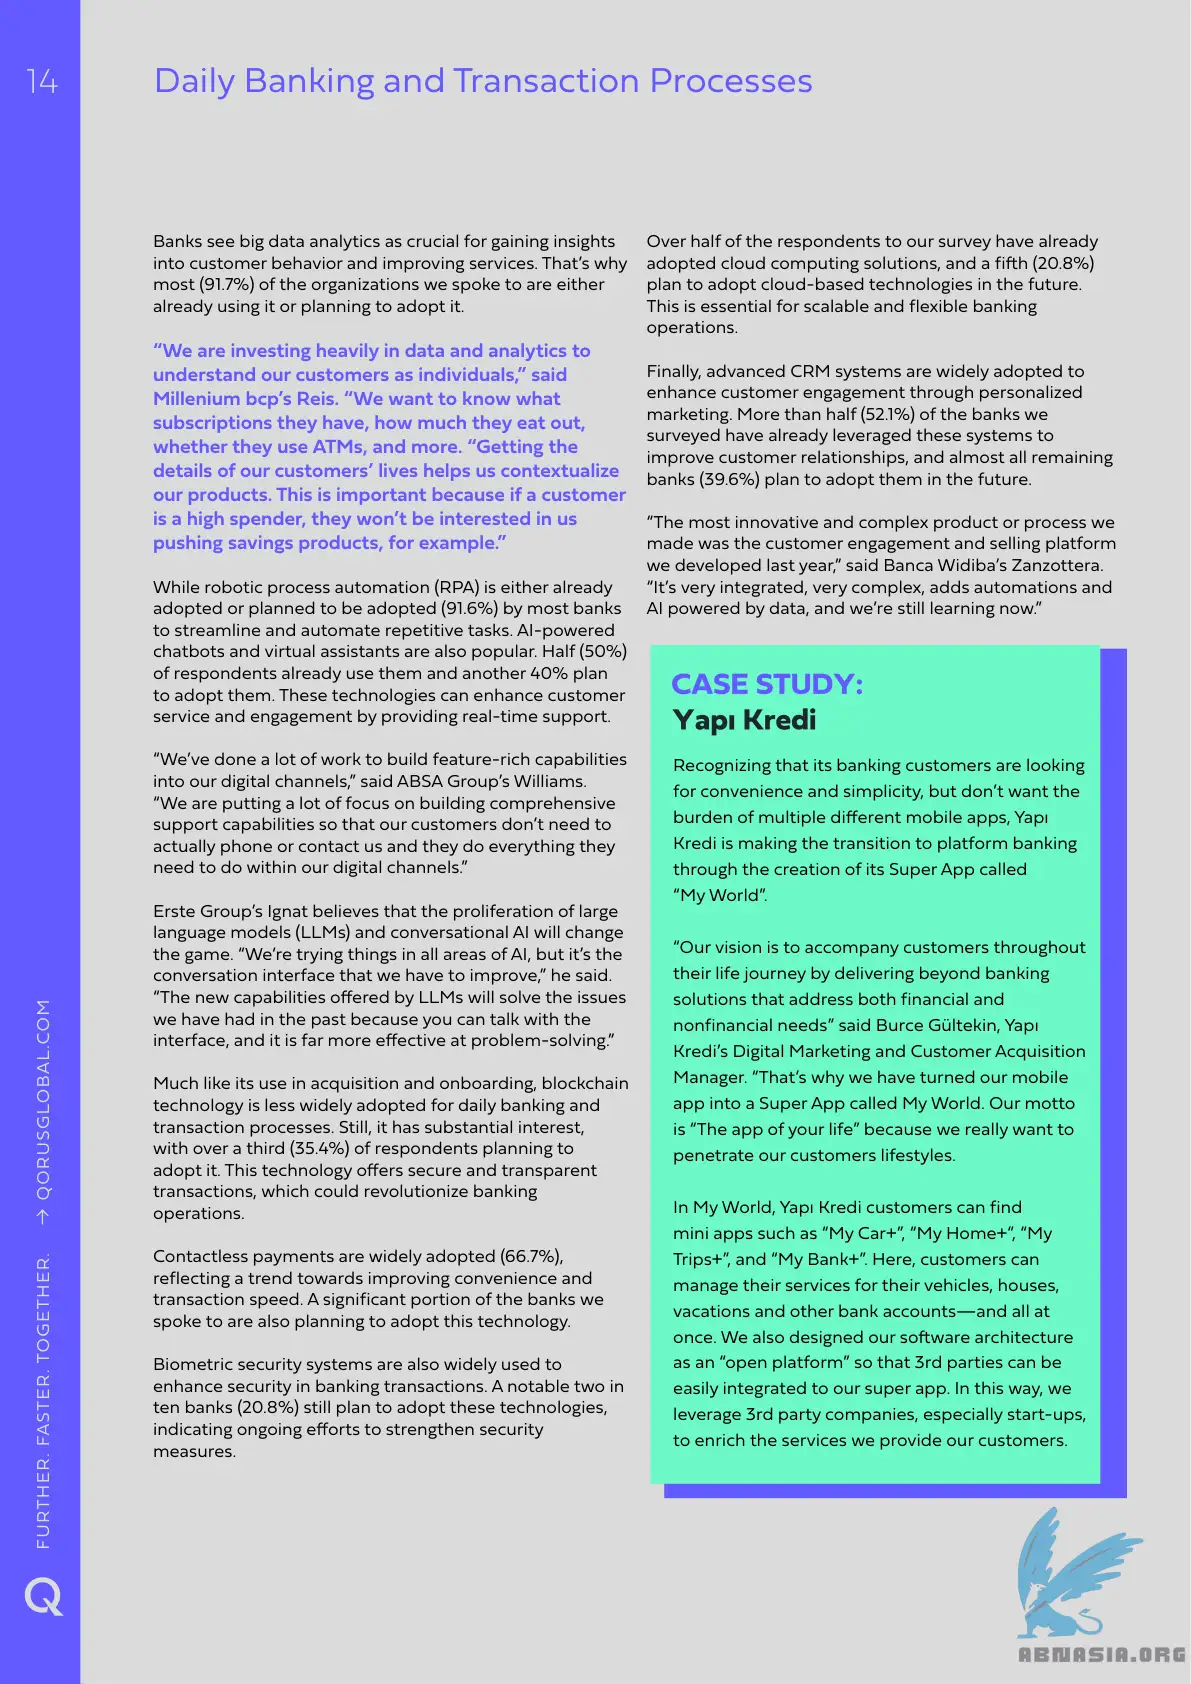 14
Daily Banking and Transaction Processes
Banks see big data analytics as crucial for gaining insights
into customer behavior and improving services. That’s why
most (91.7%) of the organizations we spoke to are either
already using it or planning to adopt it.
“We are investing heavily in data and analytics to
understand our customers as individuals,” said
Millenium bcp’s Reis. “We want to know what
subscriptions they have, how much they eat out,
whether they use ATMs, and more. “Getting the
details of our customers’ lives helps us contextualize
our products. This is important because if a customer
is a high spender, they won’t be interested in us
pushing savings products, for example.”
While robotic process automation (RPA) is either already
adopted or planned to be adopted (91.6%) by most banks
to streamline and automate repetitive tasks. AI-powered
chatbots and virtual assistants are also popular. Half (50%)
of respondents already use them and another 40% plan
to adopt them. These technologies can enhance customer
service and engagement by providing real-time support.
“We’ve done a lot of work to build feature-rich capabilities
into our digital channels,” said ABSA Group’s Williams.
“We are putting a lot of focus on building comprehensive
support capabilities so that our customers don’t need to
actually phone or contact us and they do everything they
need to do within our digital channels.”
Erste Group’s Ignat believes that the proliferation of large
language models (LLMs) and conversational AI will change
the game. “We’re trying things in all areas of AI, but it’s the
conversation interface that we have to improve,” he said.
“The new capabilities offered by LLMs will solve the issues
we have had in the past because you can talk with the
interface, and it is far more effective at problem-solving.”
Much like its use in acquisition and onboarding, blockchain
technology is less widely adopted for daily banking and
transaction processes. Still, it has substantial interest,
with over a third (35.4%) of respondents planning to
adopt it. This technology offers secure and transparent
transactions, which could revolutionize banking
operations.
Contactless payments are widely adopted (66.7%),
reflecting a trend towards improving convenience and
transaction speed. A significant portion of the banks we
spoke to are also planning to adopt this technology.
Biometric security systems are also widely used to
enhance security in banking transactions. A notable two in
ten banks (20.8%) still plan to adopt these technologies,
indicating ongoing efforts to strengthen security
measures.
Over half of the respondents to our survey have already
adopted cloud computing solutions, and a fifth (20.8%)
plan to adopt cloud-based technologies in the future.
This is essential for scalable and flexible banking
operations.
Finally, advanced CRM systems are widely adopted to
enhance customer engagement through personalized
marketing. More than half (52.1%) of the banks we
surveyed have already leveraged these systems to
improve customer relationships, and almost all remaining
banks (39.6%) plan to adopt them in the future.
“The most innovative and complex product or process we
made was the customer engagement and selling platform
we developed last year,” said Banca Widiba’s Zanzottera.
“It’s very integrated, very complex, adds automations and
AI powered by data, and we’re still learning now.”
CASE STUDY:
Yapı Kredi
Recognizing that its banking customers are looking
for convenience and simplicity, but don’t want the
burden of multiple different mobile apps, Yapı
Kredi is making the transition to platform banking
through the creation of its Super App called
“My World”.
“Our vision is to accompany customers throughout
their life journey by delivering beyond banking
solutions that address both financial and
nonfinancial needs” said Burce Gültekin, Yapı
Kredi’s Digital Marketing and Customer Acquisition
Manager. “That’s why we have turned our mobile
app into a Super App called My World. Our motto
is “The app of your life” because we really want to
penetrate our customers lifestyles.
In My World, Yapı Kredi customers can find
mini apps such as “My Car+”, “My Home+”, “My
Trips+”, and “My Bank+”. Here, customers can
manage their services for their vehicles, houses,
vacations and other bank accounts—and all at
once. We also designed our software architecture
as an “open platform” so that 3rd parties can be
easily integrated to our super app. In this way, we
leverage 3rd party companies, especially start-ups,
to enrich the services we provide our customers.
FURTHER. FASTER. TOGETHER. → QORUSGLOBAL.COM
Q
ABNASIA.ORG